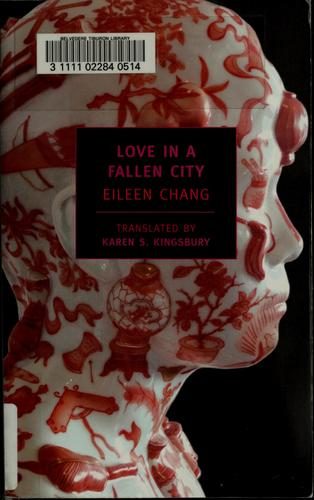 BELVEDERE TIBURON LIBRARY
3 1111 02284 0514
LOVE IN A
FALLEN CITY
EILEEN CHANG
TRANSLATED BY
KAREN S. KINGSBURY